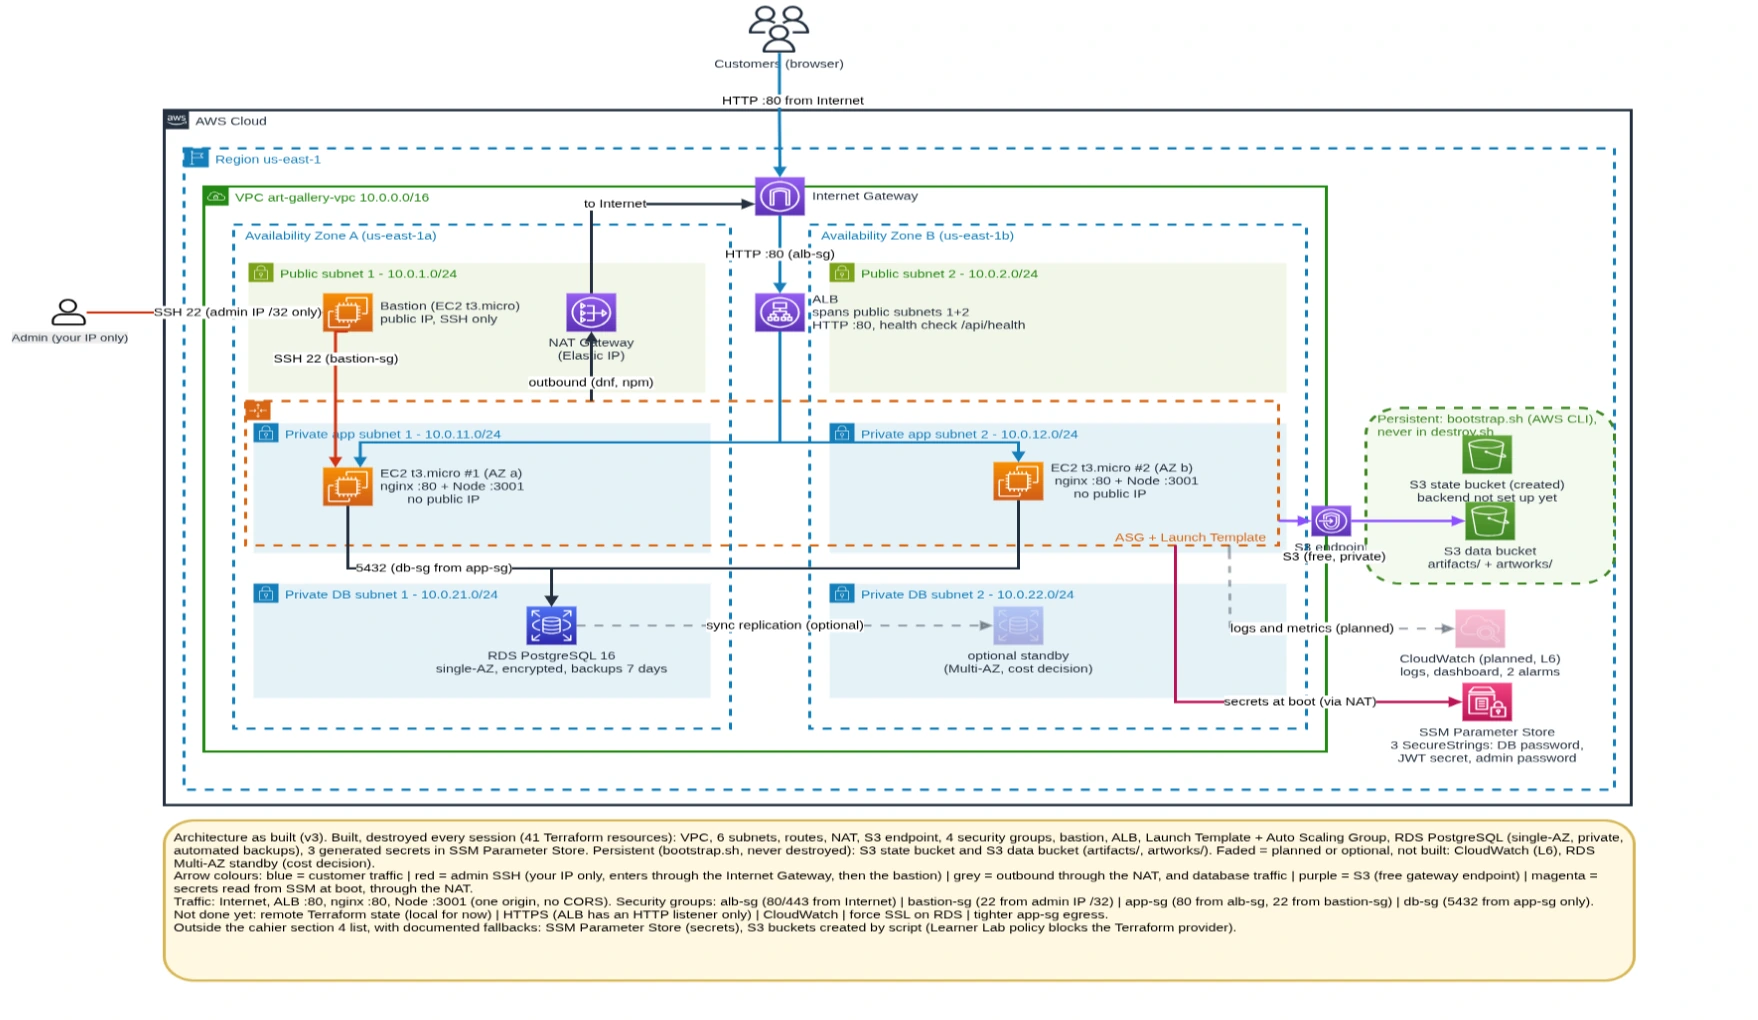 Customers (browser)
HTTP :80 from Internet
aws
AWS Cloud
Region us-east-1
VPC art-gallery-vpc 10.0.0.0/16
Internet Gateway
to Internet
Availability Zone A (us-east-1a)
Availability Zone B (us-east-1b)
HTTP :80 (alb-sg)
Public subnet 1 - 10.0.1.0/24
Public subnet 2 - 10.0.2.0/24
Admin (your IP only)
SSH 22 (admin IP /32 only)
Bastion (EC2 t3.micro)
public IP, SSH only
NAT Gateway
(Elastic IP)
ALB
spans public subnets 1+2
HTTP :80, health check /api/health
SSH 22 (bastion-sg)
outbound (dnf, npm)
Private app subnet 1 - 10.0.11.0/24
Private app subnet 2 - 10.0.12.0/24
EC2 t3.micro #1 (AZ a)
nginx :80 + Node :3001
no public IP
EC2 t3.micro #2 (AZ b)
nginx :80 + Node :3001
no public IP
ASG + Launch Template
Persistent: bootstrap.sh (AWS CLI),
never in destroy.sh
S3 state bucket (created)
backend not set up yet
S3 endpoint
S3 (free, private)
S3 data bucket
artifacts/ + artworks/
5432 (db-sg from app-sg)
Private DB subnet 1 - 10.0.21.0/24
Private DB subnet 2 - 10.0.22.0/24
sync replication (optional)
RDS PostgreSQL 16
single-AZ, encrypted, backups 7 days
optional standby
(Multi-AZ, cost decision)
logs and metrics (planned)
CloudWatch (planned, L6)
logs, dashboard, 2 alarms
secrets at boot (via NAT)
SSM Parameter Store
3 SecureStrings: DB password,
JWT secret, admin password
Architecture as built (v3). Built, destroyed every session (41 Terraform resources): VPC, 6 subnets, routes, NAT, S3 endpoint, 4 security groups, bastion, ALB, Launch Template + Auto Scaling Group, RDS PostgreSQL (single-AZ, private,
automated backups), 3 generated secrets in SSM Parameter Store. Persistent (bootstrap.sh, never destroyed): S3 state bucket and S3 data bucket (artifacts/, artworks/). Faded = planned or optional, not built: CloudWatch (L6), RDS
Multi-AZ standby (cost decision).
Arrow colours: blue = customer traffic | red = admin SSH (your IP only, enters through the Internet Gateway, then the bastion) | grey = outbound through the NAT, and database traffic | purple = S3 (free gateway endpoint) | magenta =
secrets read from SSM at boot, through the NAT.
Traffic: Internet, ALB :80, nginx :80, Node :3001 (one origin, no CORS). Security groups: alb-sg (80/443 from Internet) | bastion-sg (22 from admin IP /32) | app-sg (80 from alb-sg, 22 from bastion-sg) | db-sg (5432 from app-sg only).
Not done yet: remote Terraform state (local for now) | HTTPS (ALB has an HTTP listener only) | CloudWatch | force SSL on RDS | tighter app-sg egress.
Outside the cahier section 4 list, with documented fallbacks: SSM Parameter Store (secrets), S3 buckets created by script (Learner Lab policy blocks the Terraform provider).